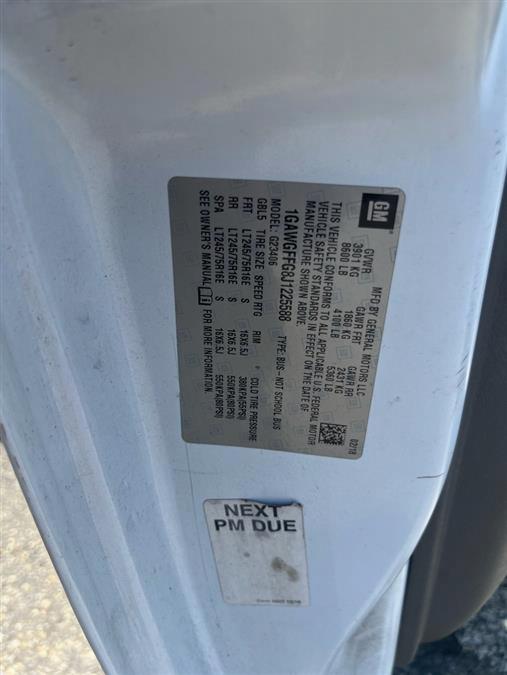 GM
MFD BY GENERAL MOTORS LLC 02/18
GVWR GAWR FRT GAWR RR
3901 KG 1860 KG 2431 KG
8600 LB 4100 LB 5360 LB
THIS VEHICLE CONFORMS TO ALL APPLICABLE U.S. FEDERAL MOTOR
VEHICLE SAFETY STANDARDS IN EFFECT ON THE DATE OF
MANUFACTURE SHOWN ABOVE.
1GAWGFFG8J1225588 TYPE: BUS–NOT SCHOOL BUS
MODEL: G23406
GBL5 TIRE SIZE SPEED RTG RIM COLD TIRE PRESSURE
FRT LT245/75R16E S 16X6.5J 380KPA(55PSI)
RR LT245/75R16E S 16X6.5J 550KPA(80PSI)
SPA LT245/75R16E S 16X6.5J 550KPA(80PSI)
SEE OWNER'S MANUAL FOR MORE INFORMATION.
NEXT
PM DUE